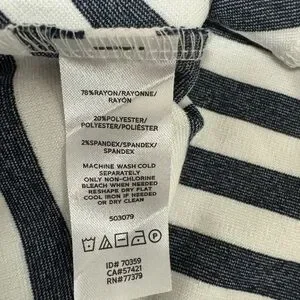 78%RAYON/RAYONNE/
RAYÓN
20%POLYESTER/
POLYESTER/POLIÉSTER
2%SPANDEX/SPANDEX/
SPANDEX
MACHINE WASH COLD
SEPARATELY
ONLY NON-CHLORINE
BLEACH WHEN NEEDED
RESHAPE DRY FLAT
COOL IRON IF NEEDED
OR DRY CLEAN
503079
ID# 70359
CA#57421
RN#77379